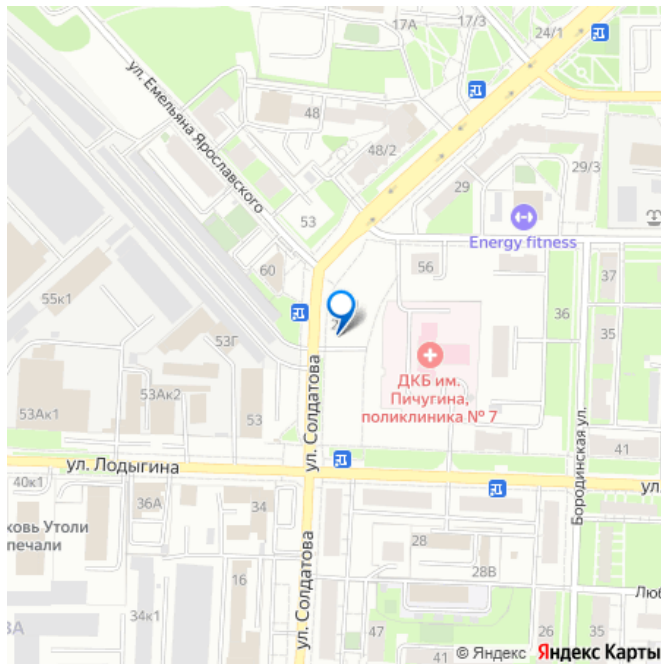 17А
17/3
24/1
ул. Емельяна Ярославского
48
48/2
29/3
29
53
Energy fitness
60
56
37
55к1
36
35
53Г
ДКБ им.
Пичугина,
поликлиника № 7
53Ак2
53Ак1
53
ул. Солдатова
Бородинская ул.
41
ул. Лодыгина
ул.
40к1
36А
34
ковь Утоли
печали
28
16
28В
ул. Солдатова
Люб
34к1
47
41
26
35
© Яндекс Яндекс Карты